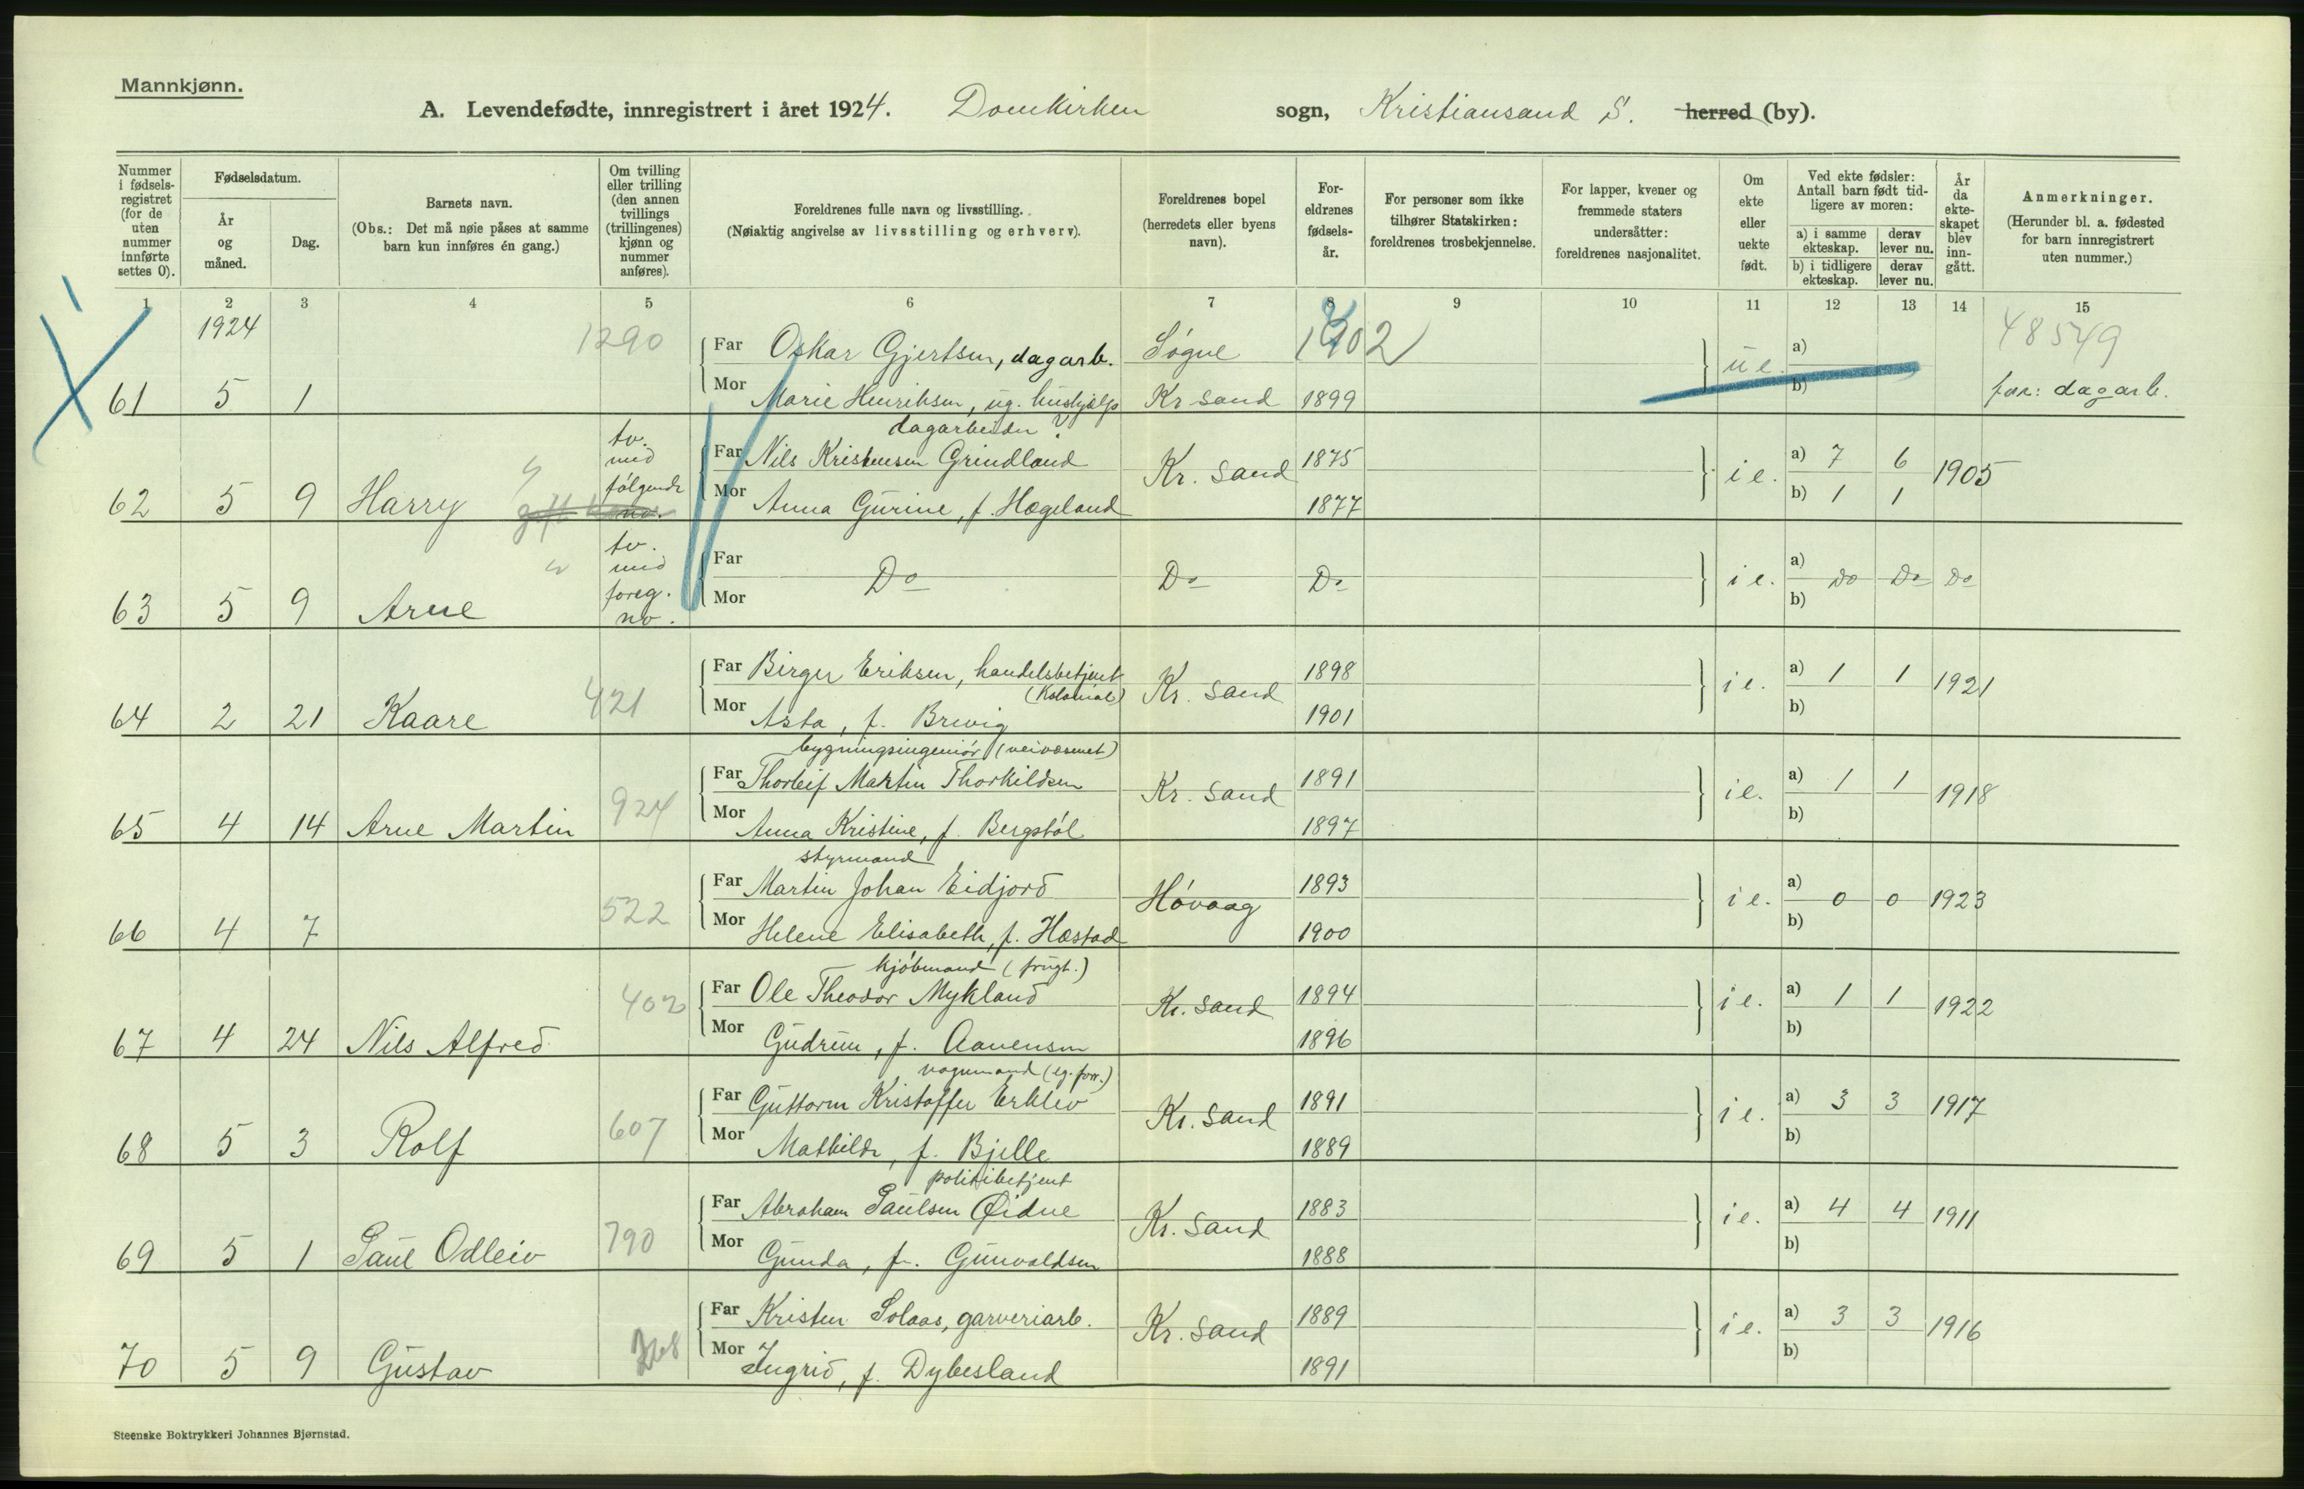 Mannkjønn.
A. Levendefødte, innregistrert i året 1924. Domkirken sogn, Kristiansand S. herred (by).
Nummer i fødselsregistret (for de uten nummer innførte settes 0).
Fødselsdatum.
År og måned.
Dag.
Barnets navn.
(Obs.: Det må nøie påses at samme barn kun innføres én gang.)
Om tvilling eller trilling (den annen tvillings (trillingenes) kjønn og nummer anføres).
Foreldrenes fulle navn og livsstilling.
(Nøiaktig angivelse av livsstilling og erhverv).
Foreldrenes bopel (herredets eller byens navn).
Foreldrenes fødselsår.
For personer som ikke tilhører Statskirken: foreldrenes trosbekjennelse.
For lapper, kvener og fremmede staters undersåtter: foreldrenes nasjonalitet.
Om ekte eller uekte født.
Ved ekte fødsler: Antall barn født tidligere av moren:
a) i samme ekteskap. derav lever nu.
b) i tidligere ekteskap. derav lever nu.
År da ekteskapet blev inngått.
Anmerkninger.
(Herunder bl. a. fødested for barn innregistrert uten nummer.)
1 2 3 4 5 6 7 8 9 10 11 12 13 14 15
1924 1290 48549
Far Oskar Gjertsen, dagarb. Søgne 1902 u e. a)
61 5 1 Mor Marie Henriksen, ug. hushjelp Kr sand 1899 b) far: dagarb.
tv. med følgende no. dagarbeider
Far Nils Kristensen Grindland Kr. sand 1875 i e. a) 7 6 1905
62 5 9 Harry Mor Anna Gurine, f. Hægeland 1877 b) 1 1
tv. med foreg. no.
Far Do Do Do i e. a) Do Do Do
63 5 9 Arne Mor b)
Far Birger Eriksen, handelsbetjent (Kolonial) Kr. sand 1898 i e. a) 1 1 1921
64 2 21 Kaare 421 Mor Asta, f. Brevig 1901 b)
bygningsingeniør (veivæsenet)
Far Thorleif Martin Thorkildsen Kr. sand 1891 i e. a) 1 1 1918
65 4 14 Arne Martin 924 Mor Anna Kristine, f. Bergstøl 1897 b)
styrmand
Far Martin Johan Eidjord Høvaag 1893 i e. a) 0 0 1923
66 4 7 522 Mor Helene Elisabeth, f. Hæstad 1900 b)
kjøbmand (frugt.)
Far Ole Theodor Mykland Kr. sand 1894 i e. a) 1 1 1922
67 4 24 Nils Alfred 402 Mor Gudrun, f. Aanensen 1896 b)
vognmand (eg. forr.)
Far Guttorm Kristoffer Erklev Kr. sand 1891 i e. a) 3 3 1917
68 5 3 Rolf 607 Mor Mathilde, f. Bjelle 1889 b)
politibetjent
Far Abraham Paulsen Øidne Kr. sand 1883 i e. a) 4 4 1911
69 5 1 Paul Odleiv 790 Mor Gunda, f. Gunvaldsen 1888 b)
Far Kristen Solaas, garveriarb. Kr. sand 1889 i e. a) 3 3 1916
70 5 9 Gustav Mor Ingrid, f. Dybesland 1891 b)
Steenske Boktrykkeri Johannes Bjørnstad.